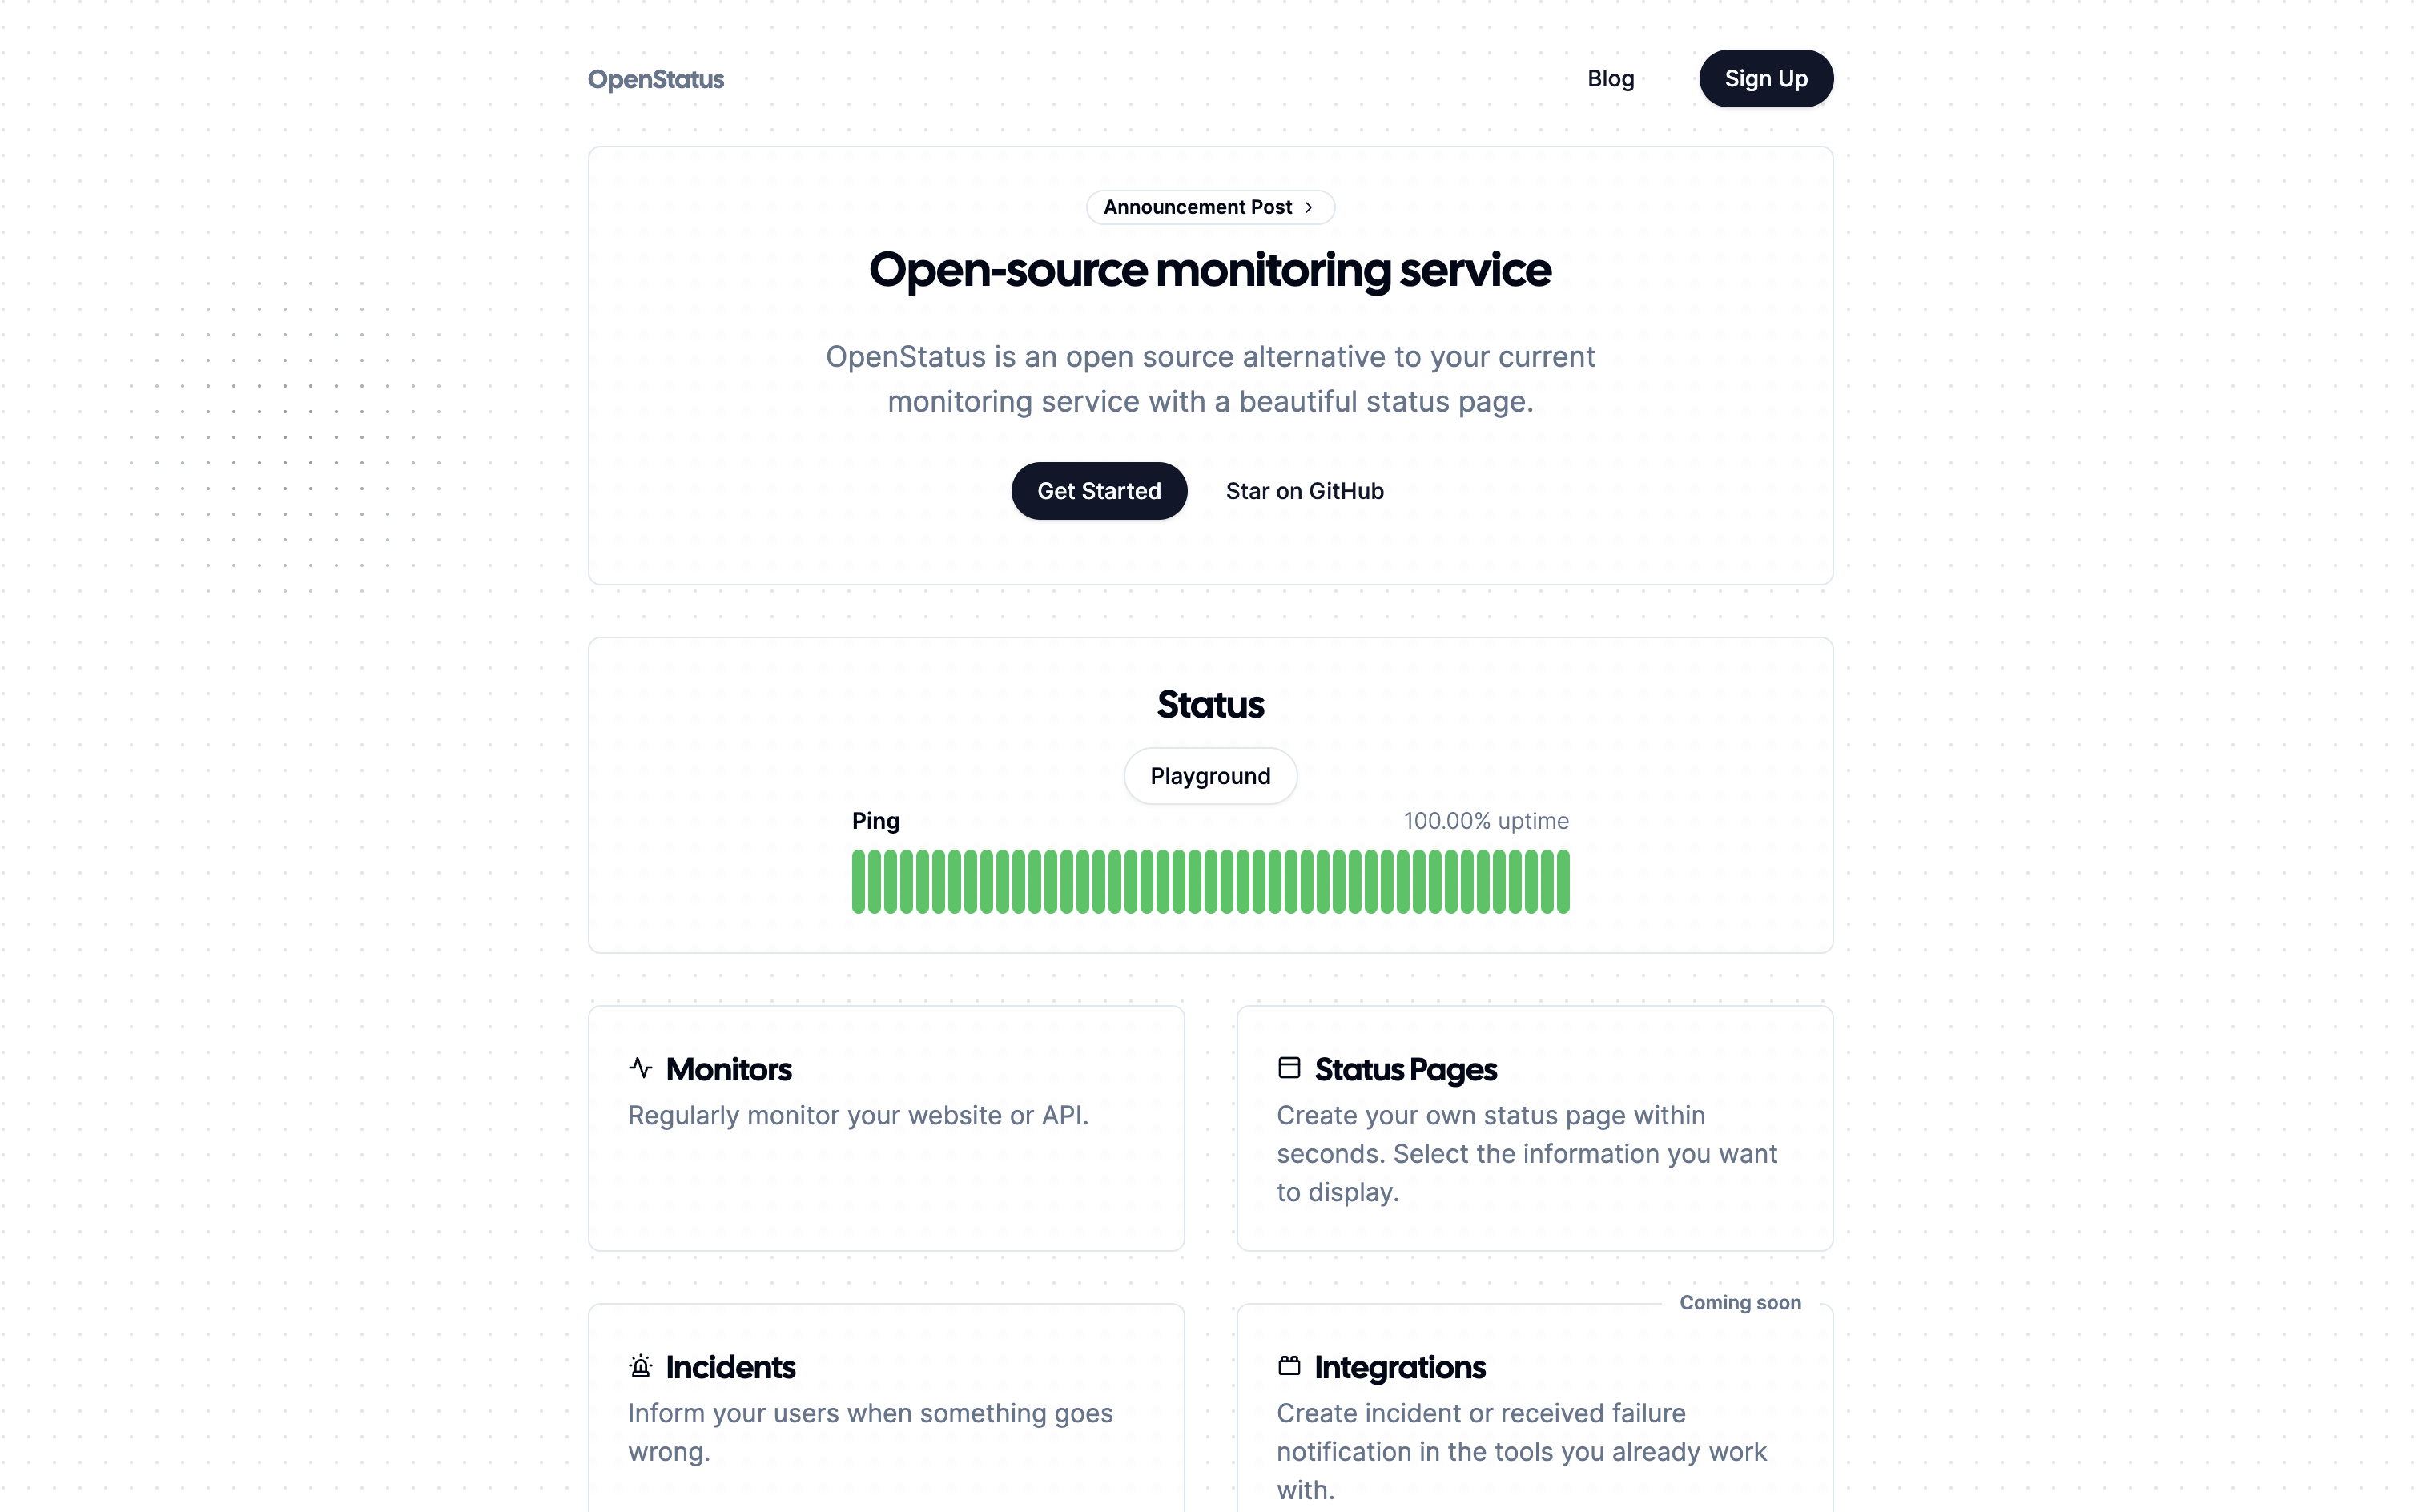 OpenStatus
Blog
Sign Up
Announcement Post
Open-source monitoring service
OpenStatus is an open source alternative to your current
monitoring service with a beautiful status page.
Get Started
Star on GitHub
Status
Playground
Ping
100.00% uptime
Monitors
Regularly monitor your website or API.
Status Pages
Create your own status page within
seconds. Select the information you want
to display.
Incidents
Inform your users when something goes
wrong.
Coming soon
Integrations
Create incident or received failure
notification in the tools you already work
with.